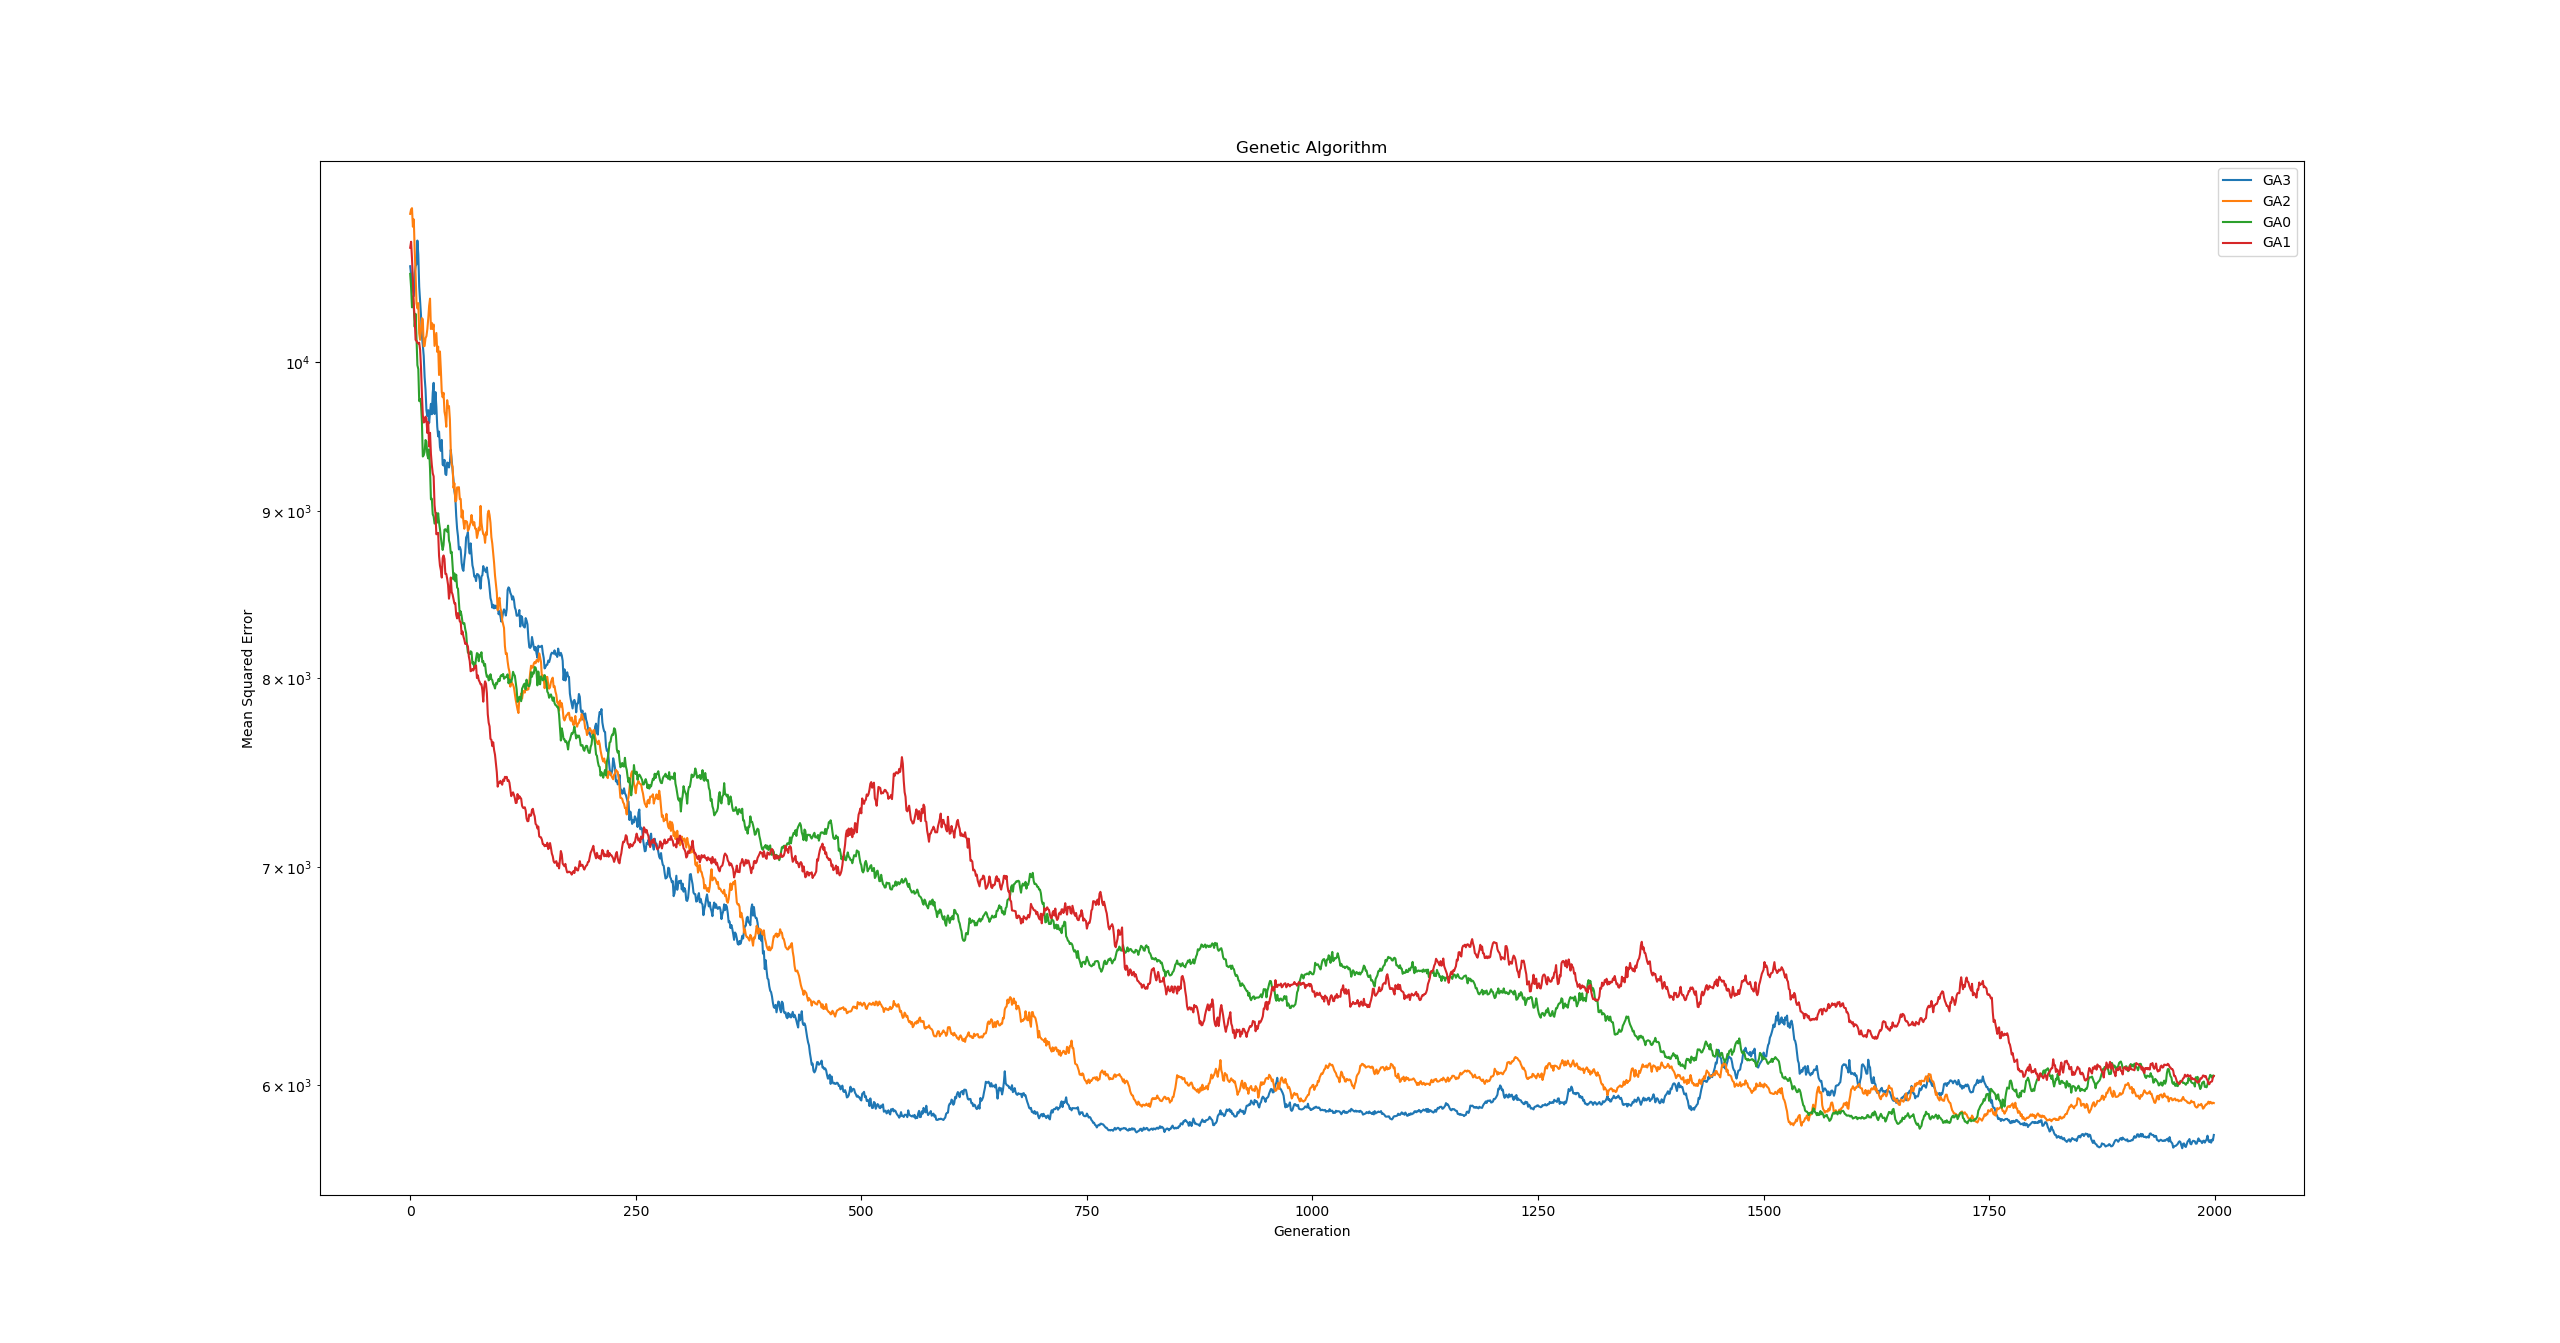 Genetic Algorithm
GA3
GA2
GA0
GA1
Mean Squared Error
10⁴
9 × 10³
8 × 10³
7 × 10³
6 × 10³
0 250 500 750 1000 1250 1500 1750 2000
Generation